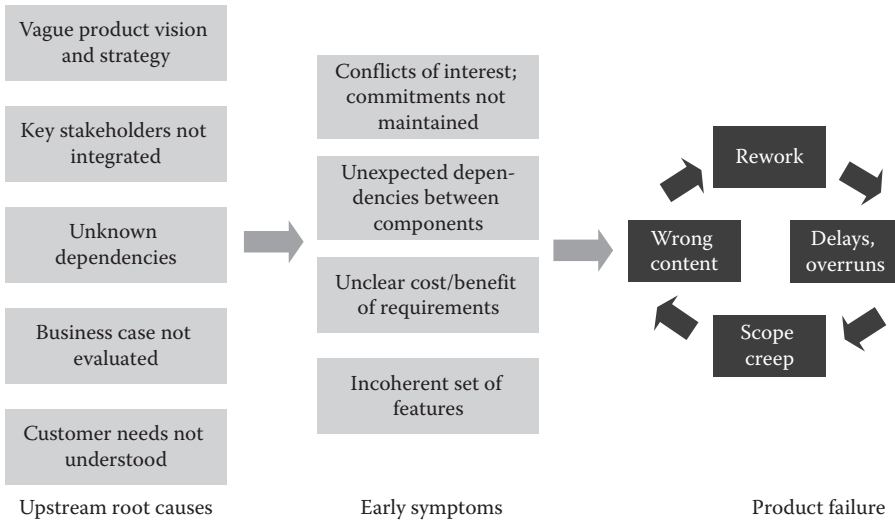 Vague product vision
and strategy
Key stakeholders not
integrated
Unknown
dependencies
Business case not
evaluated
Customer needs not
understood
Upstream root causes
Conflicts of interest;
commitments not
maintained
Unexpected depen-
dencies between
components
Unclear cost/benefit
of requirements
Incoherent set of
features
Early symptoms
Rework
Wrong
content
Delays,
overruns
Scope
creep
Product failure